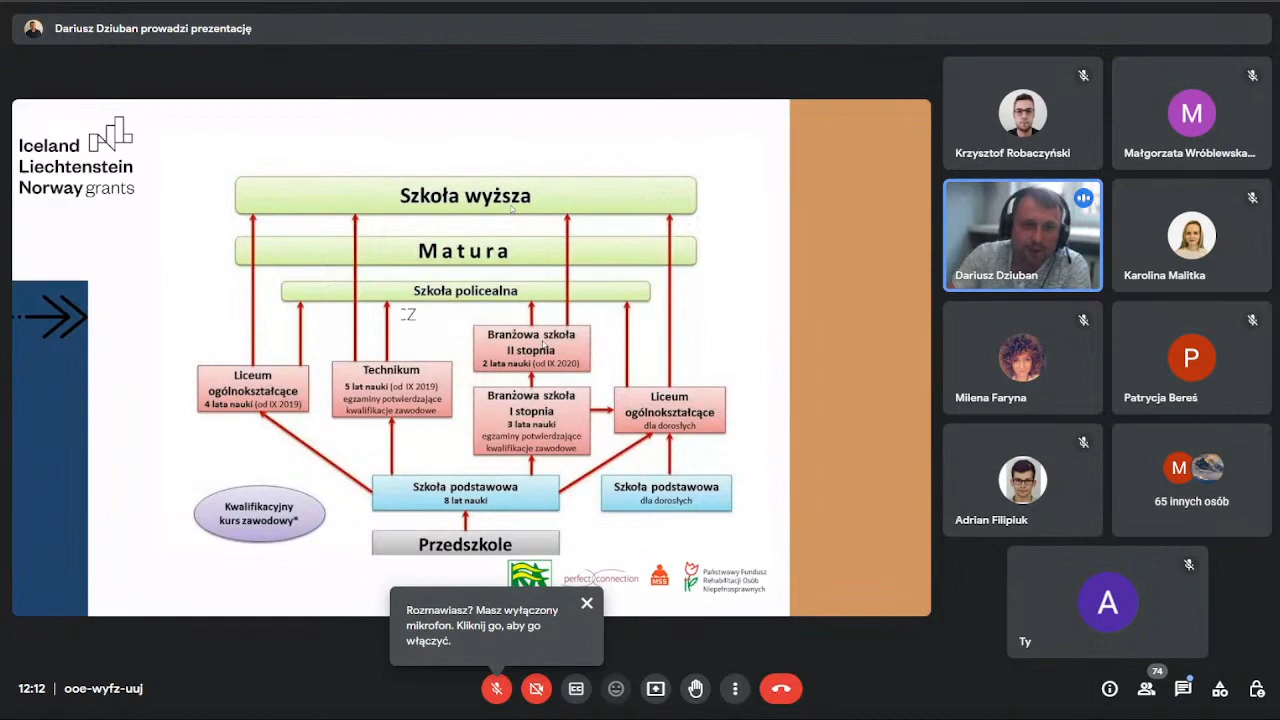 Dariusz Dziuban prowadzi prezentację
Iceland
Liechtenstein
Norway grants
Szkoła wyższa
Matura
Szkoła policealna
CZ
Branżowa szkoła
II stopnia
2 lata nauki (od IX 2020)
Liceum
ogólnokształcące
4 lata nauki (od IX 2019)
Technikum
5 lat nauki (od IX 2019)
egzaminy potwierdzające
kwalifikacje zawodowe
Branżowa szkoła
I stopnia
3 lata nauki
egzaminy potwierdzające
kwalifikacje zawodowe
Liceum
ogólnokształcące
dla dorosłych
Szkoła podstawowa
8 lat nauki
Szkoła podstawowa
dla dorosłych
Kwalifikacyjny
kurs zawodowy*
Przedszkole
perfect connection
MSS
Państwowy Fundusz
Rehabilitacji Osób
Niepełnosprawnych
Rozmawiasz? Masz wyłączony
mikrofon. Kliknij go, aby go
włączyć.
Krzysztof Robaczyński
M
Małgorzata Wróblewska...
Dariusz Dziuban
Karolina Malitka
Milena Faryna
P
Patrycja Bereś
Adrian Filipiuk
M
65 innych osób
A
Ty
12:12
ooe-wyfz-uuj
74